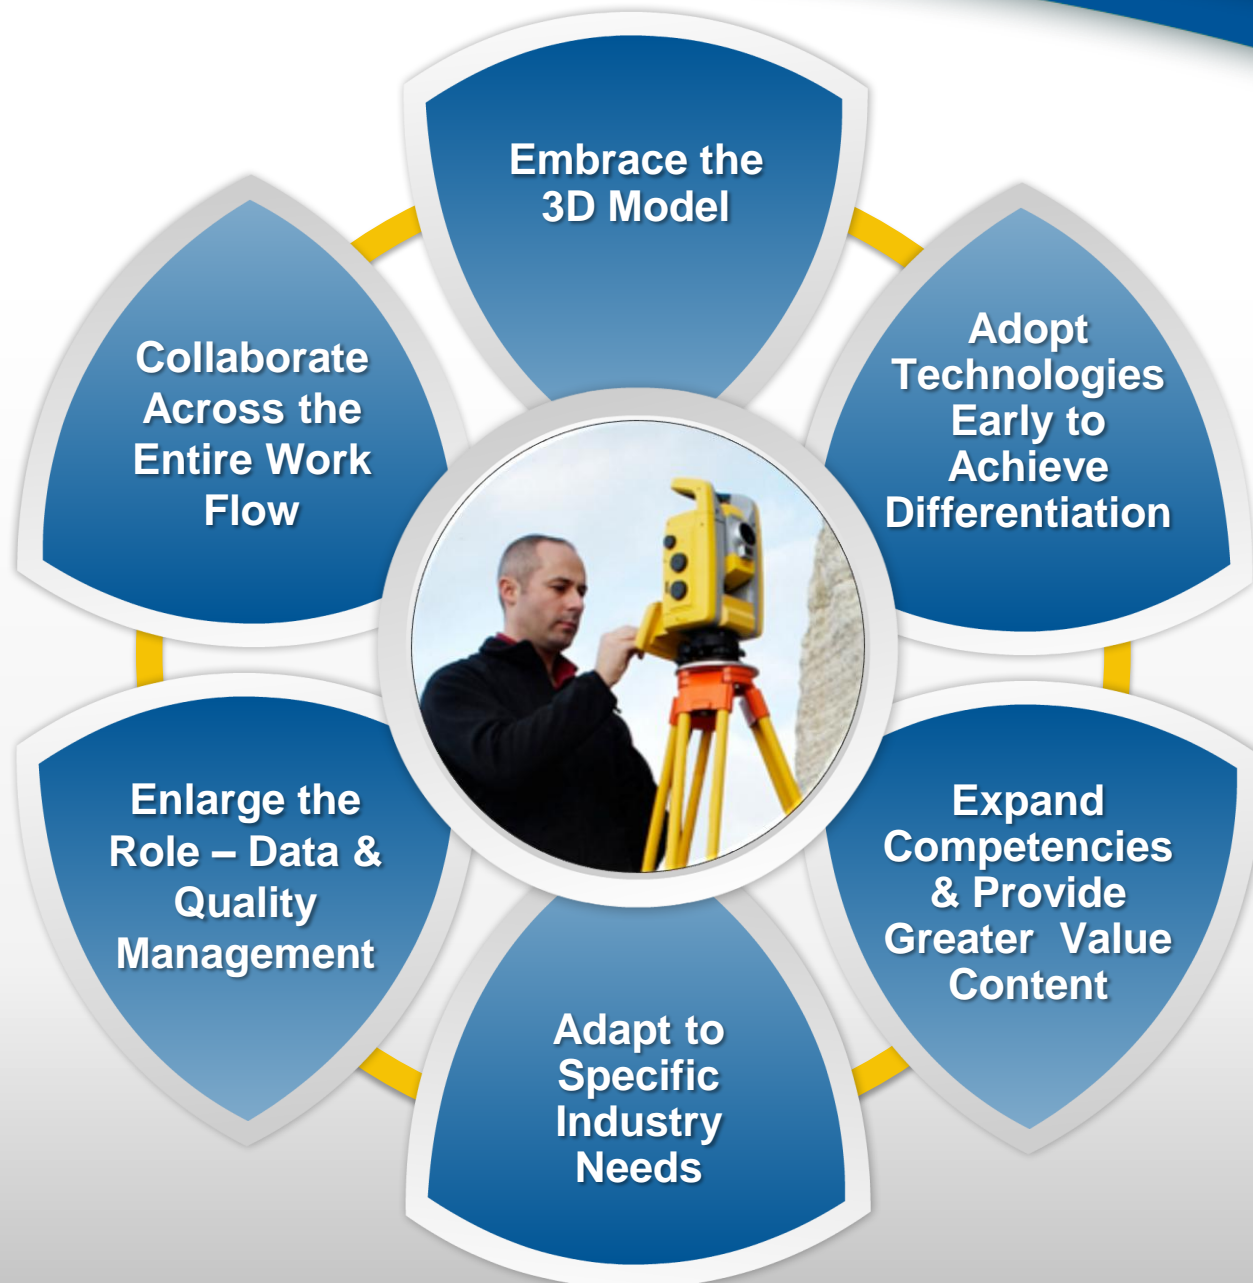 Embrace the
3D Model
Adopt
Technologies
Early to
Achieve
Differentiation
Expand
Competencies
& Provide
Greater  Value
Content
Adapt to
Specific
Industry
Needs
Enlarge the
Role – Data &
Quality
Management
Collaborate
Across the
Entire Work
Flow